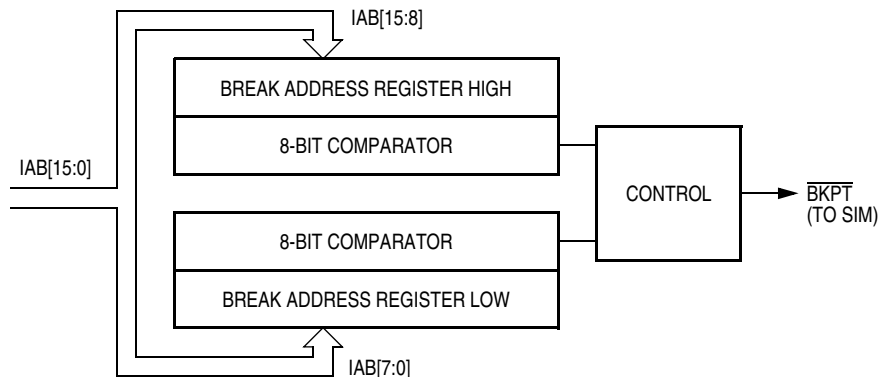 IAB[15:8]
BREAK ADDRESS REGISTER HIGH
8-BIT COMPARATOR
IAB[15:0]
CONTROL
BKPT
(TO SIM)
8-BIT COMPARATOR
BREAK ADDRESS REGISTER LOW
IAB[7:0]